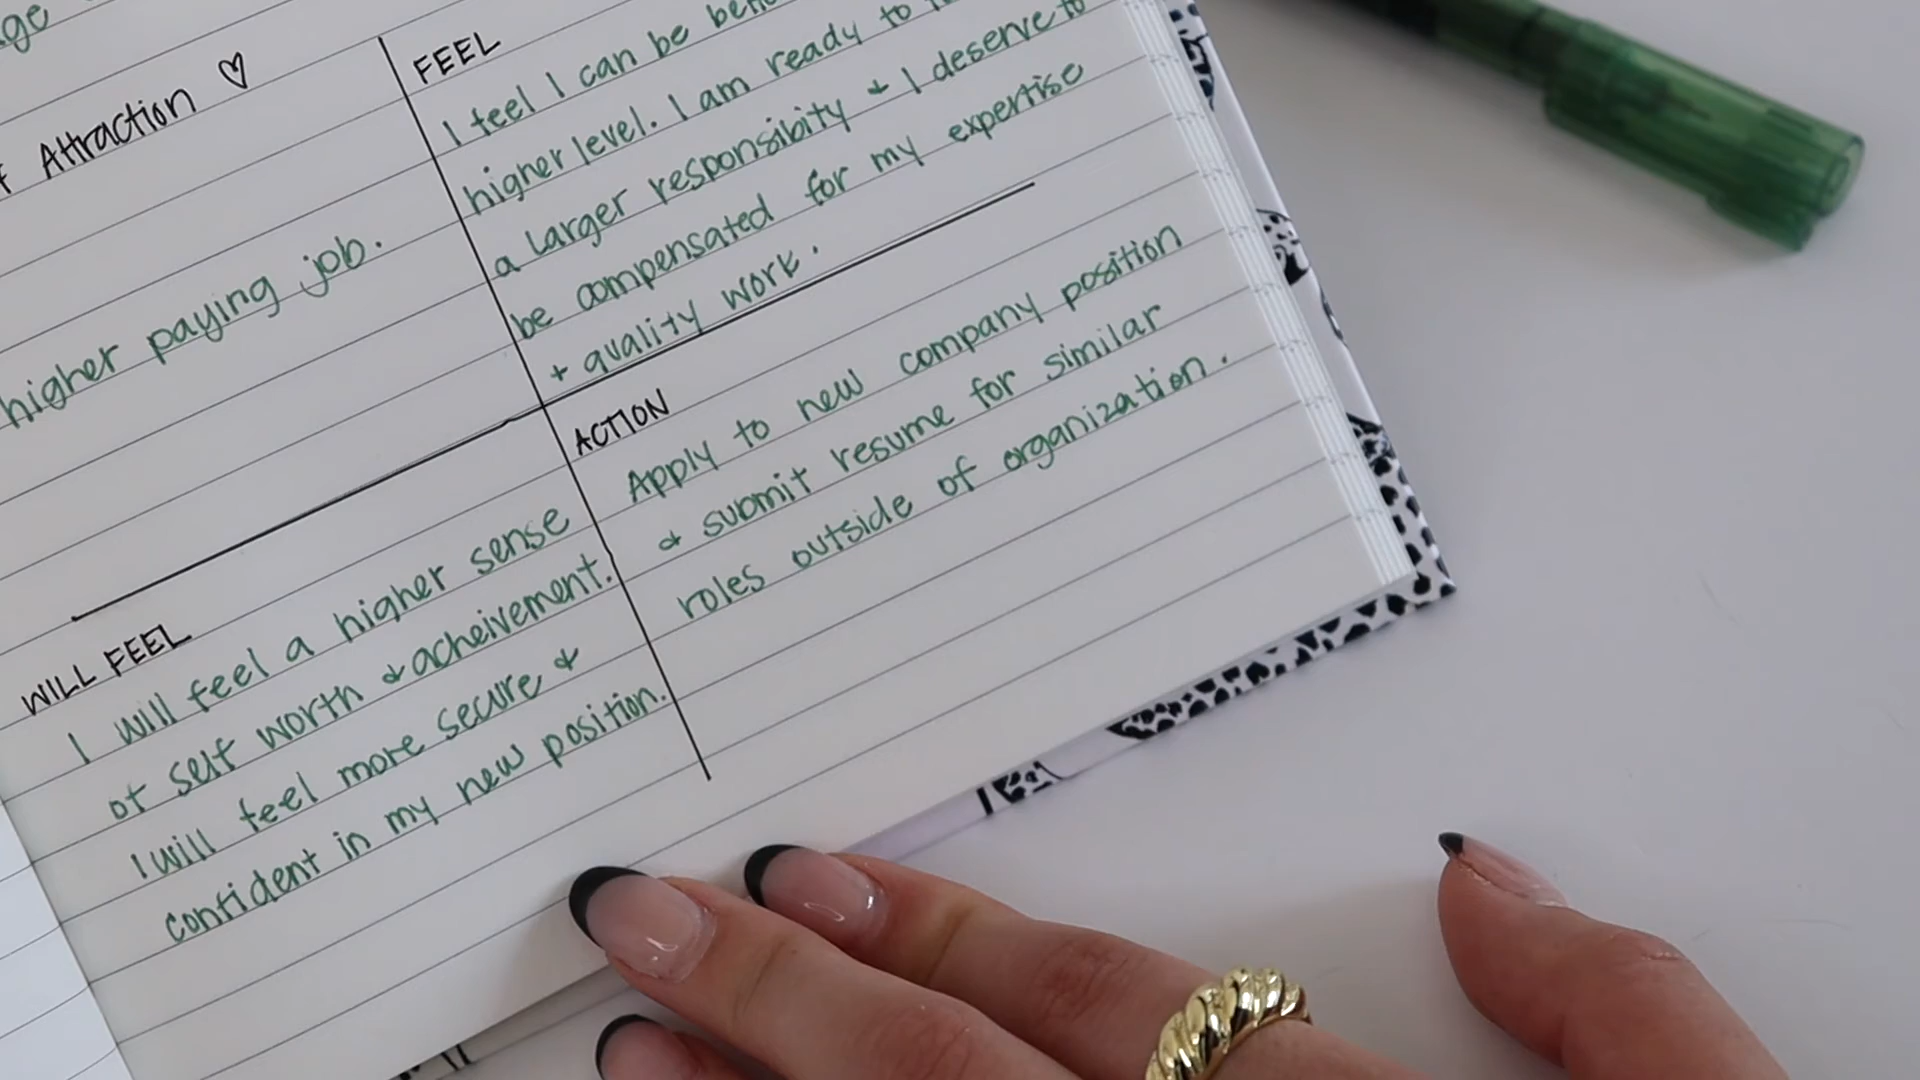 Attraction ♡
higher paying job.
FEEL
I feel I can be
higher level. I am ready to
a larger responsibity & I deserve to
be compensated for my expertise
+ quality work.
WILL FEEL
I will feel a higher sense
of self worth & acheivement.
I will feel more secure &
confident in my new position.
ACTION
Apply to new company position
& submit resume for similar
roles outside of organization.